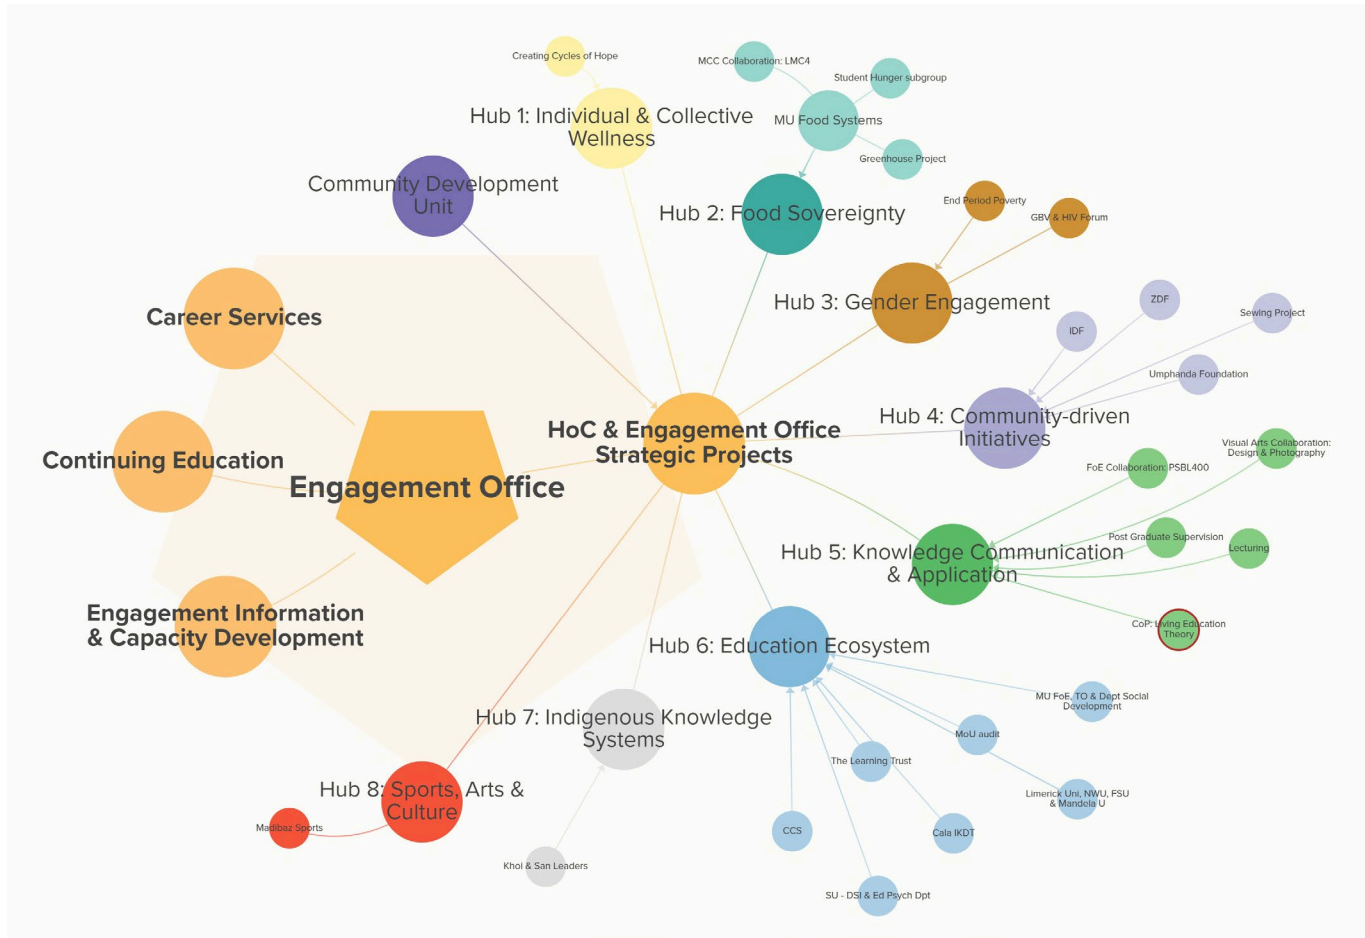 Creating Cycles of Hope
Hub 1: Individual & Collective
Wellness
MCC Collaboration: LMC4
Student Hunger subgroup
MU Food Systems
Greenhouse Project
Community Development
Unit
Hub 2: Food Sovereignty
End Period Poverty
GBV & HIV Forum
Hub 3: Gender Engagement
Career Services
IDF
ZDF
Sewing Project
Umphanda Foundation
Hub 4: Community-driven
Initiatives
HoC & Engagement Office
Strategic Projects
Continuing Education
Engagement Office
Visual Arts Collaboration:
Design & Photography
FoE Collaboration: PSBL400
Post Graduate Supervision
Lecturing
Hub 5: Knowledge Communication
& Application
CoP: Living Education
Theory
Engagement Information
& Capacity Development
Hub 6: Education Ecosystem
MU FoE, TO & Dept Social
Development
MoU audit
The Learning Trust
Limerick Uni, NWU, FSU
& Mandela U
Cala IKDT
CCS
SU - DSI & Ed Psych Dpt
Hub 7: Indigenous Knowledge
Systems
Khoi & San Leaders
Hub 8: Sports, Arts &
Culture
Madibaz Sports